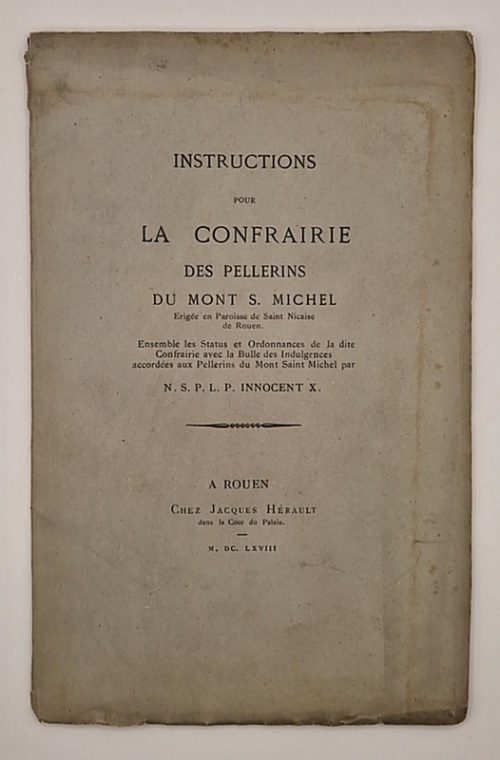 INSTRUCTIONS
POUR
LA CONFRAIRIE
DES PELLERINS
DU MONT S. MICHEL
Erigée en Paroisse de Saint Nicaise
de Rouen.
Ensemble les Status et Ordonnances de la dite
Confrairie avec la Bulle des Indulgences
accordées aux Pellerins du Mont Saint Michel par
N. S. P. L. P. INNOCENT X.
A ROUEN
Chez Jacques Hérault
dans la Cour du Palais.
M. DC. LXVIII